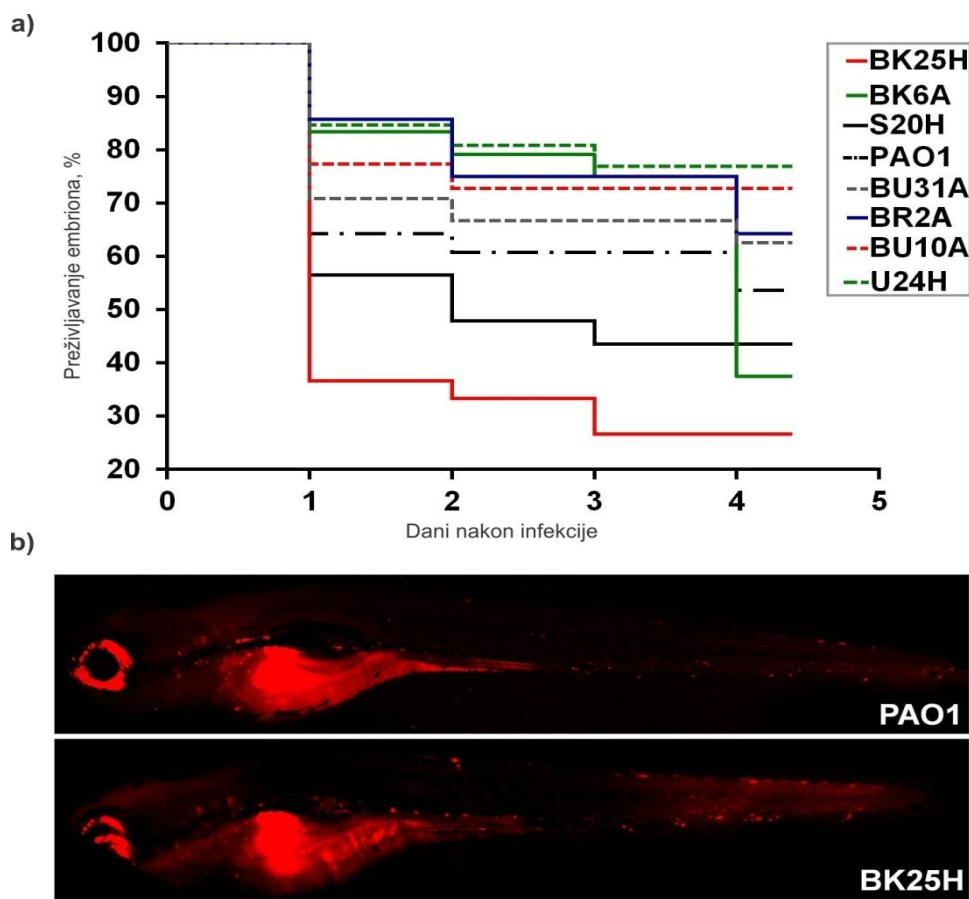 a)
Preživljavanje embriona, %
100
90
80
70
60
50
40
30
20
0 1 2 3 4 5
Dani nakon infekcije
BK25H
BK6A
S20H
PAO1
BU31A
BR2A
BU10A
U24H
b)
PAO1
BK25H